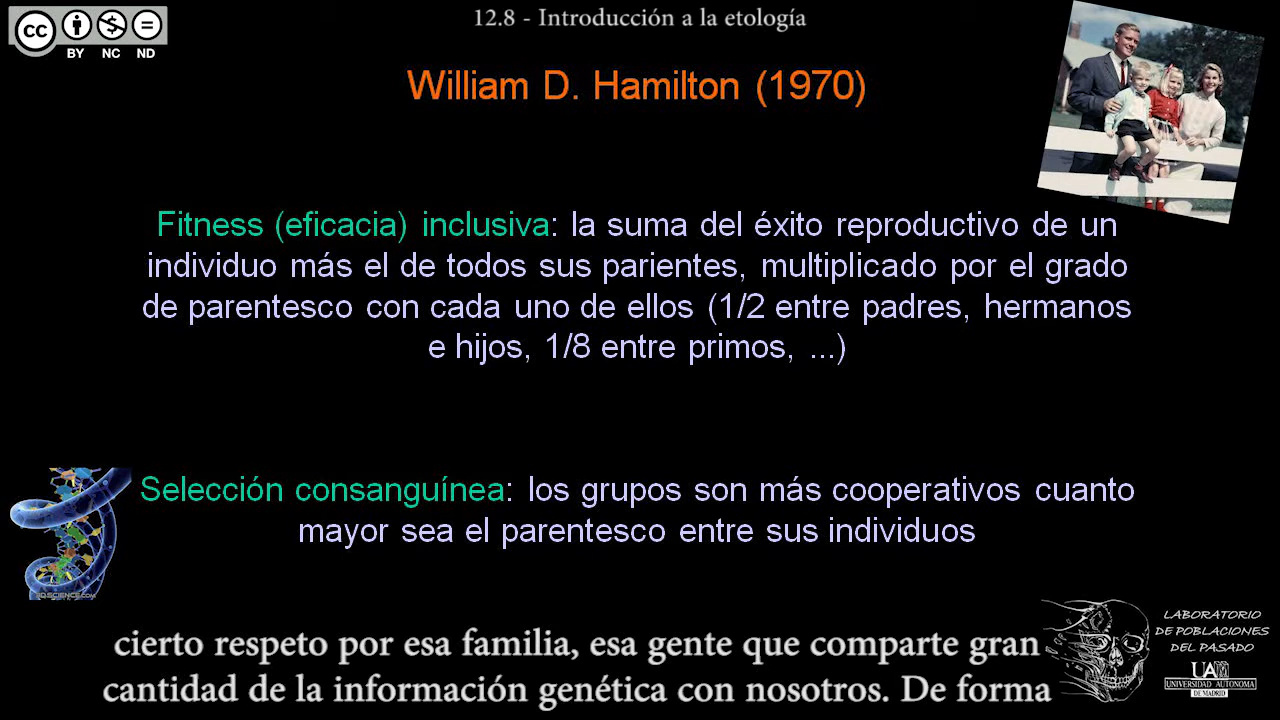 12.8 - Introducción a la etología
cc
BY NC ND
William D. Hamilton (1970)
Fitness (eficacia) inclusiva: la suma del éxito reproductivo de un
individuo más el de todos sus parientes, multiplicado por el grado
de parentesco con cada uno de ellos (1/2 entre padres, hermanos
e hijos, 1/8 entre primos, ...)
Selección consanguínea: los grupos son más cooperativos cuanto
mayor sea el parentesco entre sus individuos
3DSCIENCE.COM
cierto respeto por esa familia, esa gente que comparte gran
cantidad de la información genética con nosotros. De forma
LABORATORIO
DE POBLACIONES
DEL PASADO
UAM
UNIVERSIDAD AUTONOMA
DE MADRID